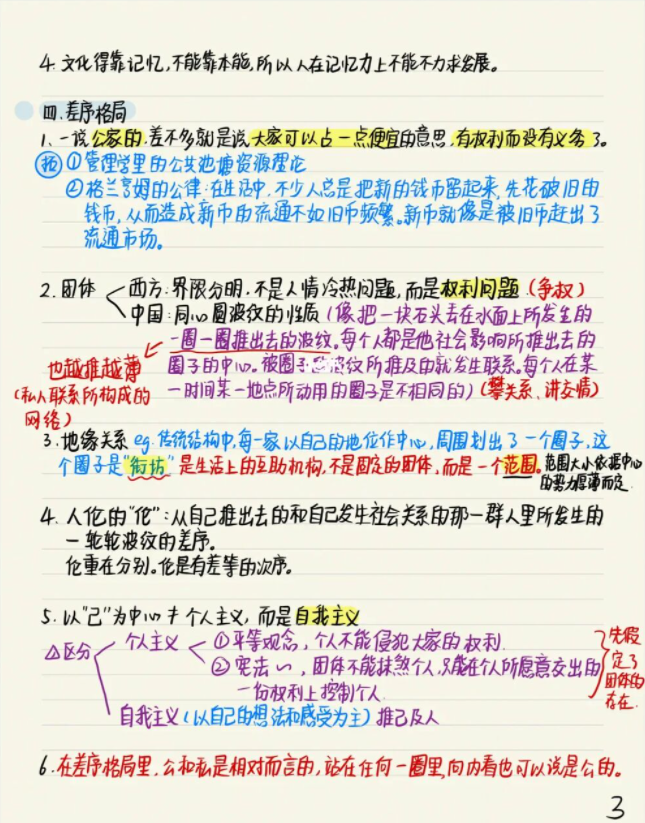 4. 文化得靠记忆,不能靠本能,所以人在记忆力上不能不力求发展。
四.差序格局
1. 一说公家的.差不多就是说大家可以占一点便宜的意思,有权利而没有义务了。
① 管理学里的公共池塘资源理论
②格兰亨姆的公律:在生活中,不少人总是把新的钱币留起来,先花破旧的
钱币,从而造成新币的流通不如旧币频繁。新币就像是被旧币赶出了
流通市场。
2. 团体
西方:界限分明.不是人情冷热问题,而是权利问题(争权)
中国:同心圆波纹的性质(像把一块石头丢在水面上所发生的
一圈一圈推出去的波纹。每个人都是他社会影响所推出去的
圈子的中心。被圈子的波纹所推及的就发生联系。每个人在某
一时间某一地点所动用的圈子是不相同的)(攀关系、讲交情)
也越推越薄
(私人联系所构成的
网络)
3. 地缘关系 eg.传统结构中,每一家以自己的地位作中心,周围划出了一个圈子,这
个圈子是"街坊"是生活上的互助机构,不是固定的团体,而是一个范围。范围大小依据中心
的势力厚薄而定.
4. 人伦的"伦":从自己推出去的和自己发生社会关系的那一群人里所发生的
一轮轮波纹的差序。
伦重在分别。伦是有差等的次序。
5. 以"己"为中心≠个人主义,而是自我主义
△区分
个人主义
①平等观念,个人不能侵犯大家的权利.
② 宪法~,团体不能抹煞个人,只能在个人所愿意交出的
一份权利上控制个人.
先假
定了
团体的
存在.
自我主义(以自己的想法和感受为主)推己及人
6. 在差序格局里,公和私是相对而言的,站在任何一圈里,向内看也可以说是公的。
3